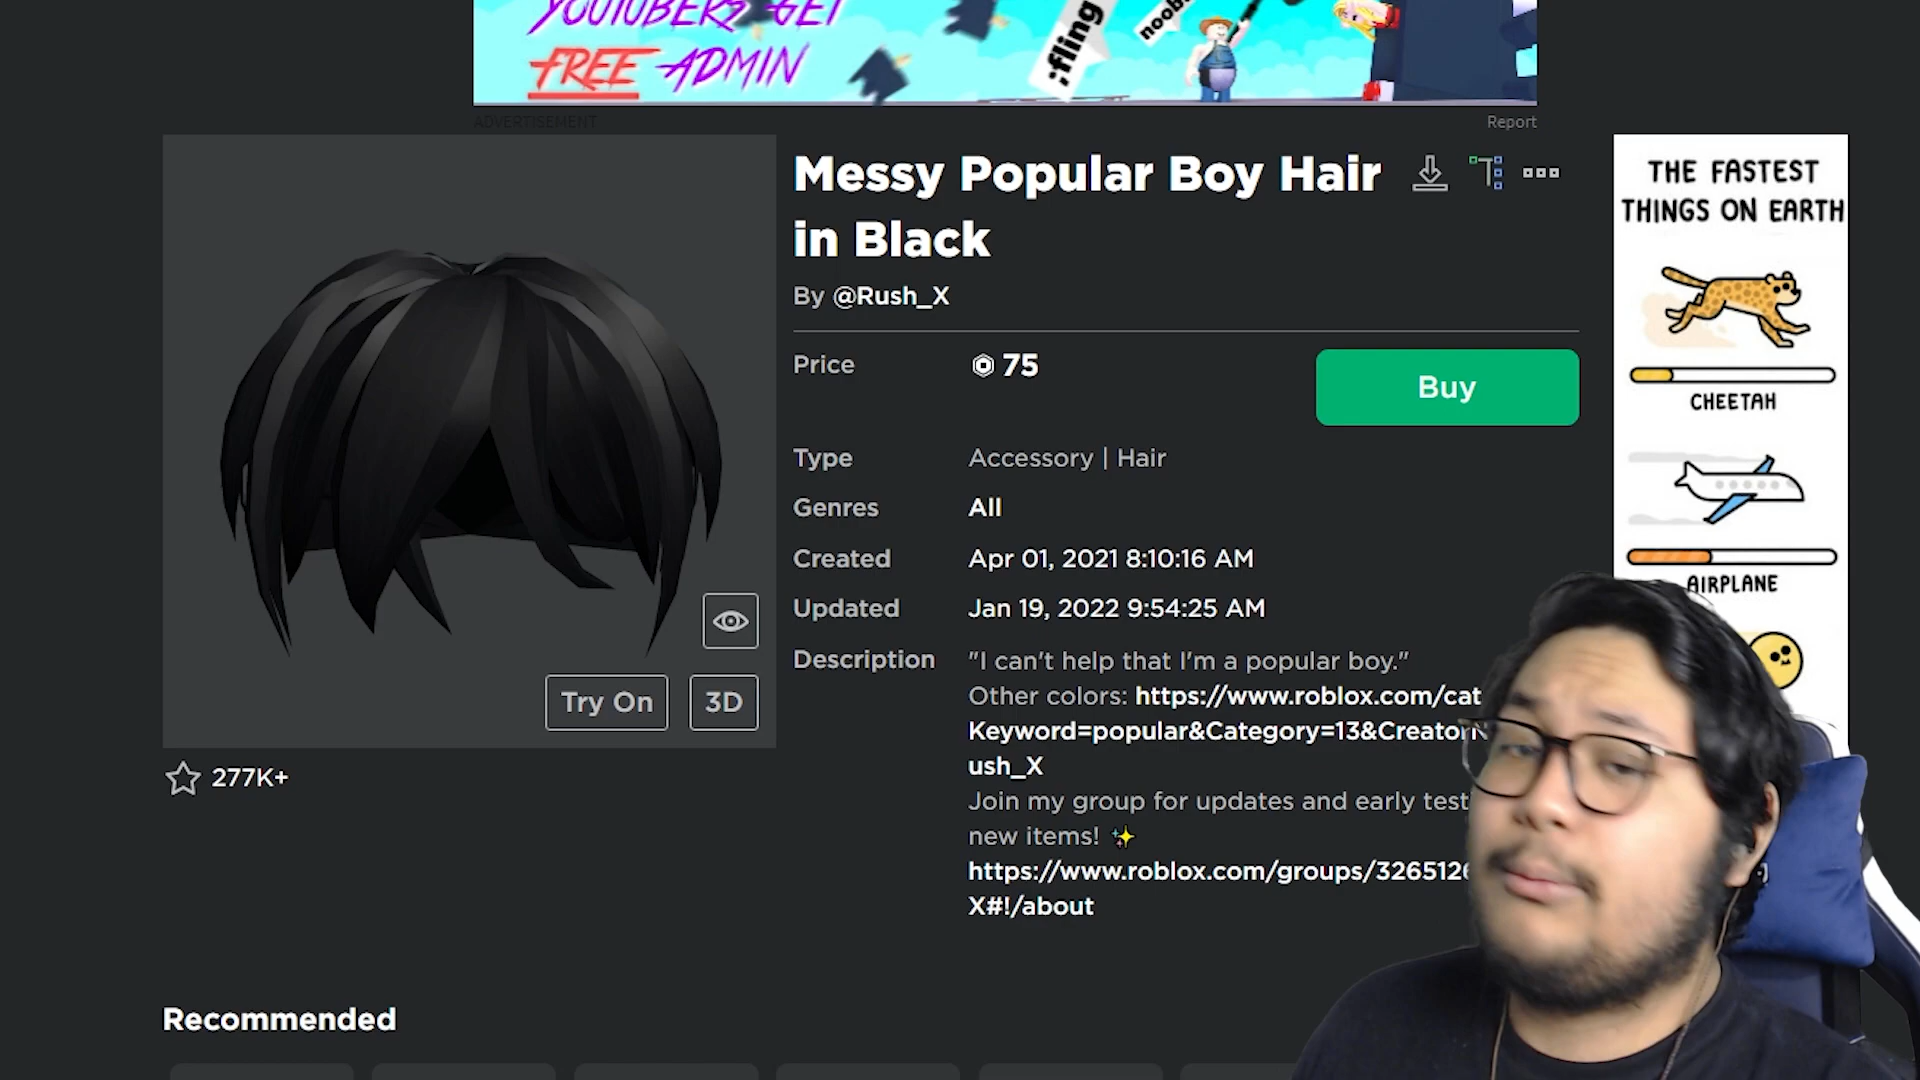 YOUTUBERS GET
FREE ADMIN
;fling
ADVERTISEMENT
Report
Messy Popular Boy Hair
in Black
By @Rush_X
Price
75
Buy
Type
Accessory | Hair
Genres
All
Created
Apr 01, 2021 8:10:16 AM
Updated
Jan 19, 2022 9:54:25 AM
Description
"I can't help that I'm a popular boy."
Other colors: https://www.roblox.com/cat
Keyword=popular&Category=13&Creator
ush_X
Join my group for updates and early test
new items! ✨
https://www.roblox.com/groups/326512
X#!/about
Try On
3D
277K+
Recommended
THE FASTEST
THINGS ON EARTH
CHEETAH
AIRPLANE